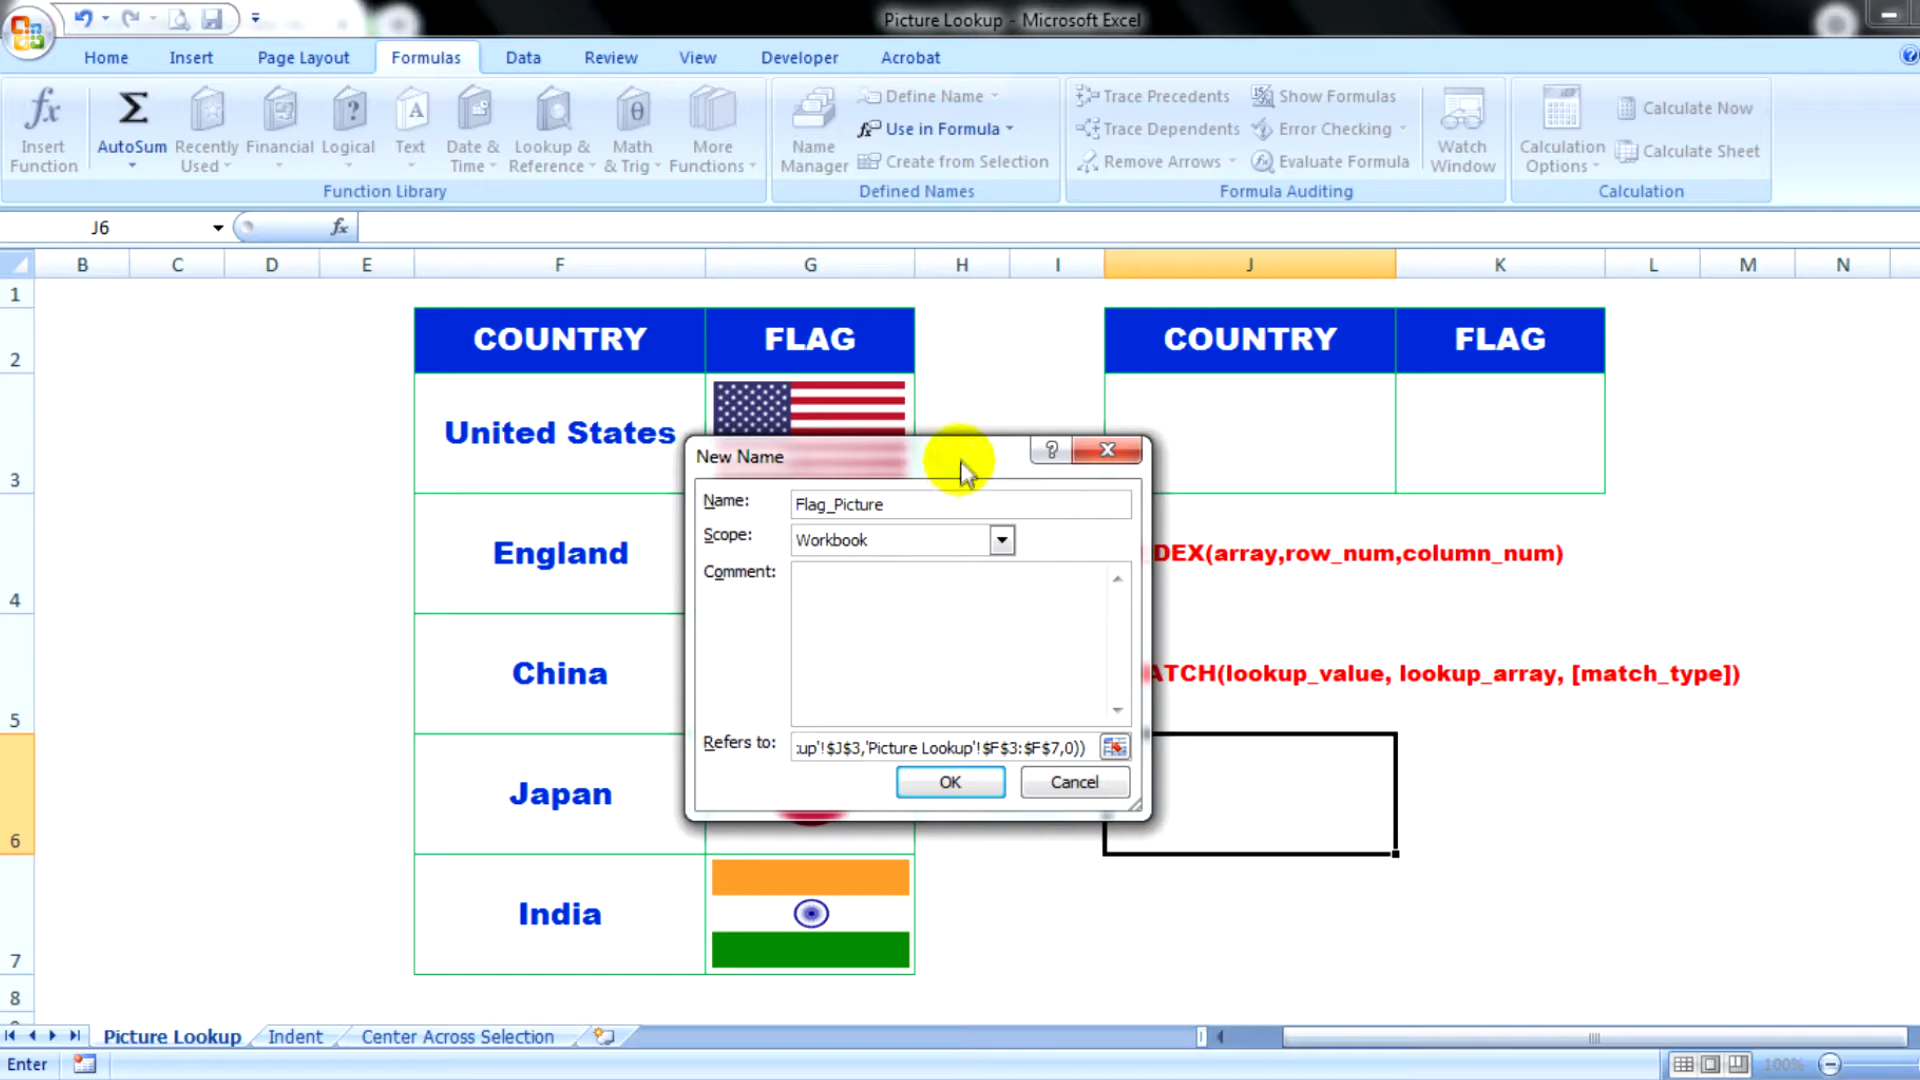 Picture Lookup - Microsoft Excel
Home Insert Page Layout Formulas Data Review View Developer Acrobat
Insert Function
AutoSum
Recently Used
Financial
Logical
Text
Date & Time
Lookup & Reference
Math & Trig
More Functions
Function Library
Name Manager
Define Name
Use in Formula
Create from Selection
Defined Names
Trace Precedents
Trace Dependents
Remove Arrows
Show Formulas
Error Checking
Evaluate Formula
Watch Window
Formula Auditing
Calculation Options
Calculate Now
Calculate Sheet
Calculation
J6 fx
B C D E F G H I J K L M N
1
2 COUNTRY FLAG COUNTRY FLAG
3 United States
4 England DEX(array,row_num,column_num)
5 China ATCH(lookup_value, lookup_array, [match_type])
6 Japan
7 India
8
New Name
Name: Flag_Picture
Scope: Workbook
Comment:
Refers to: up'!$J$3,'Picture Lookup'!$F$3:$F$7,0))
OK Cancel
Picture Lookup Indent Center Across Selection
Enter 100%